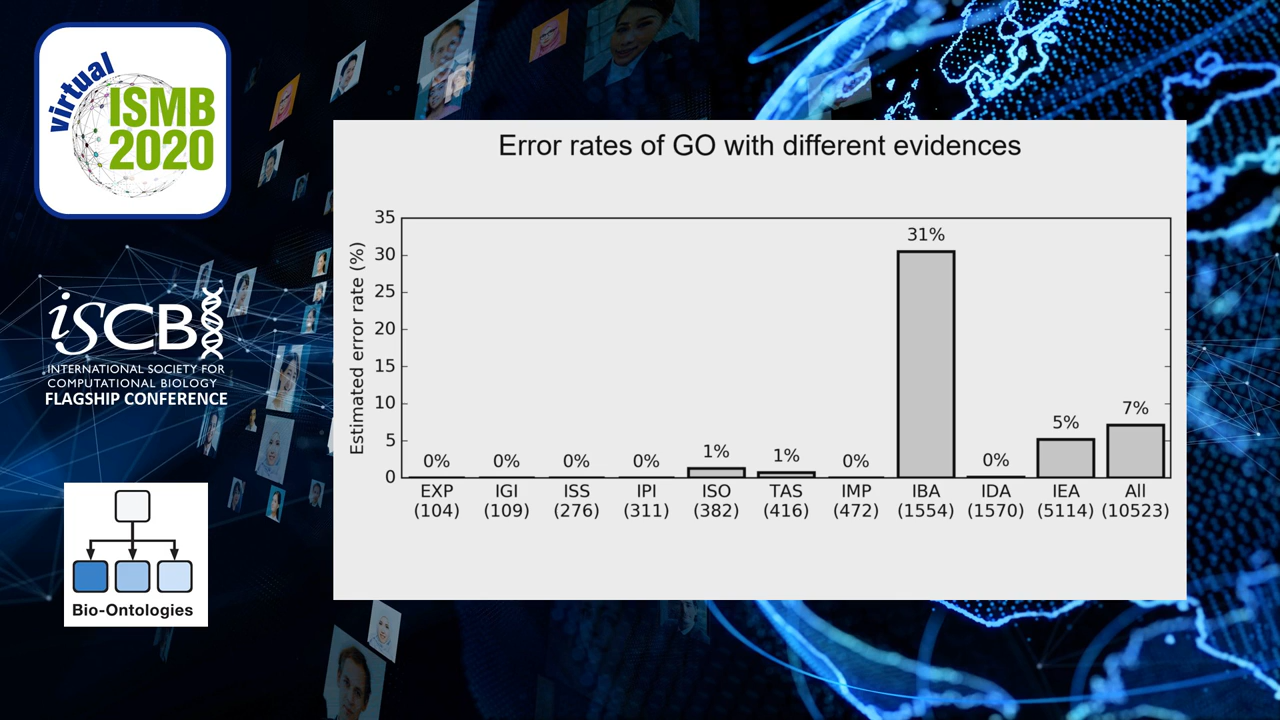 virtual
ISMB
2020
iSCB
INTERNATIONAL SOCIETY FOR
COMPUTATIONAL BIOLOGY
FLAGSHIP CONFERENCE
Bio-Ontologies
Error rates of GO with different evidences
Estimated error rate (%)
35
30
25
20
15
10
5
0
0% 0% 0% 0% 1% 1% 0% 31% 0% 5% 7%
EXP IGI ISS IPI ISO TAS IMP IBA IDA IEA All
(104) (109) (276) (311) (382) (416) (472) (1554) (1570) (5114) (10523)